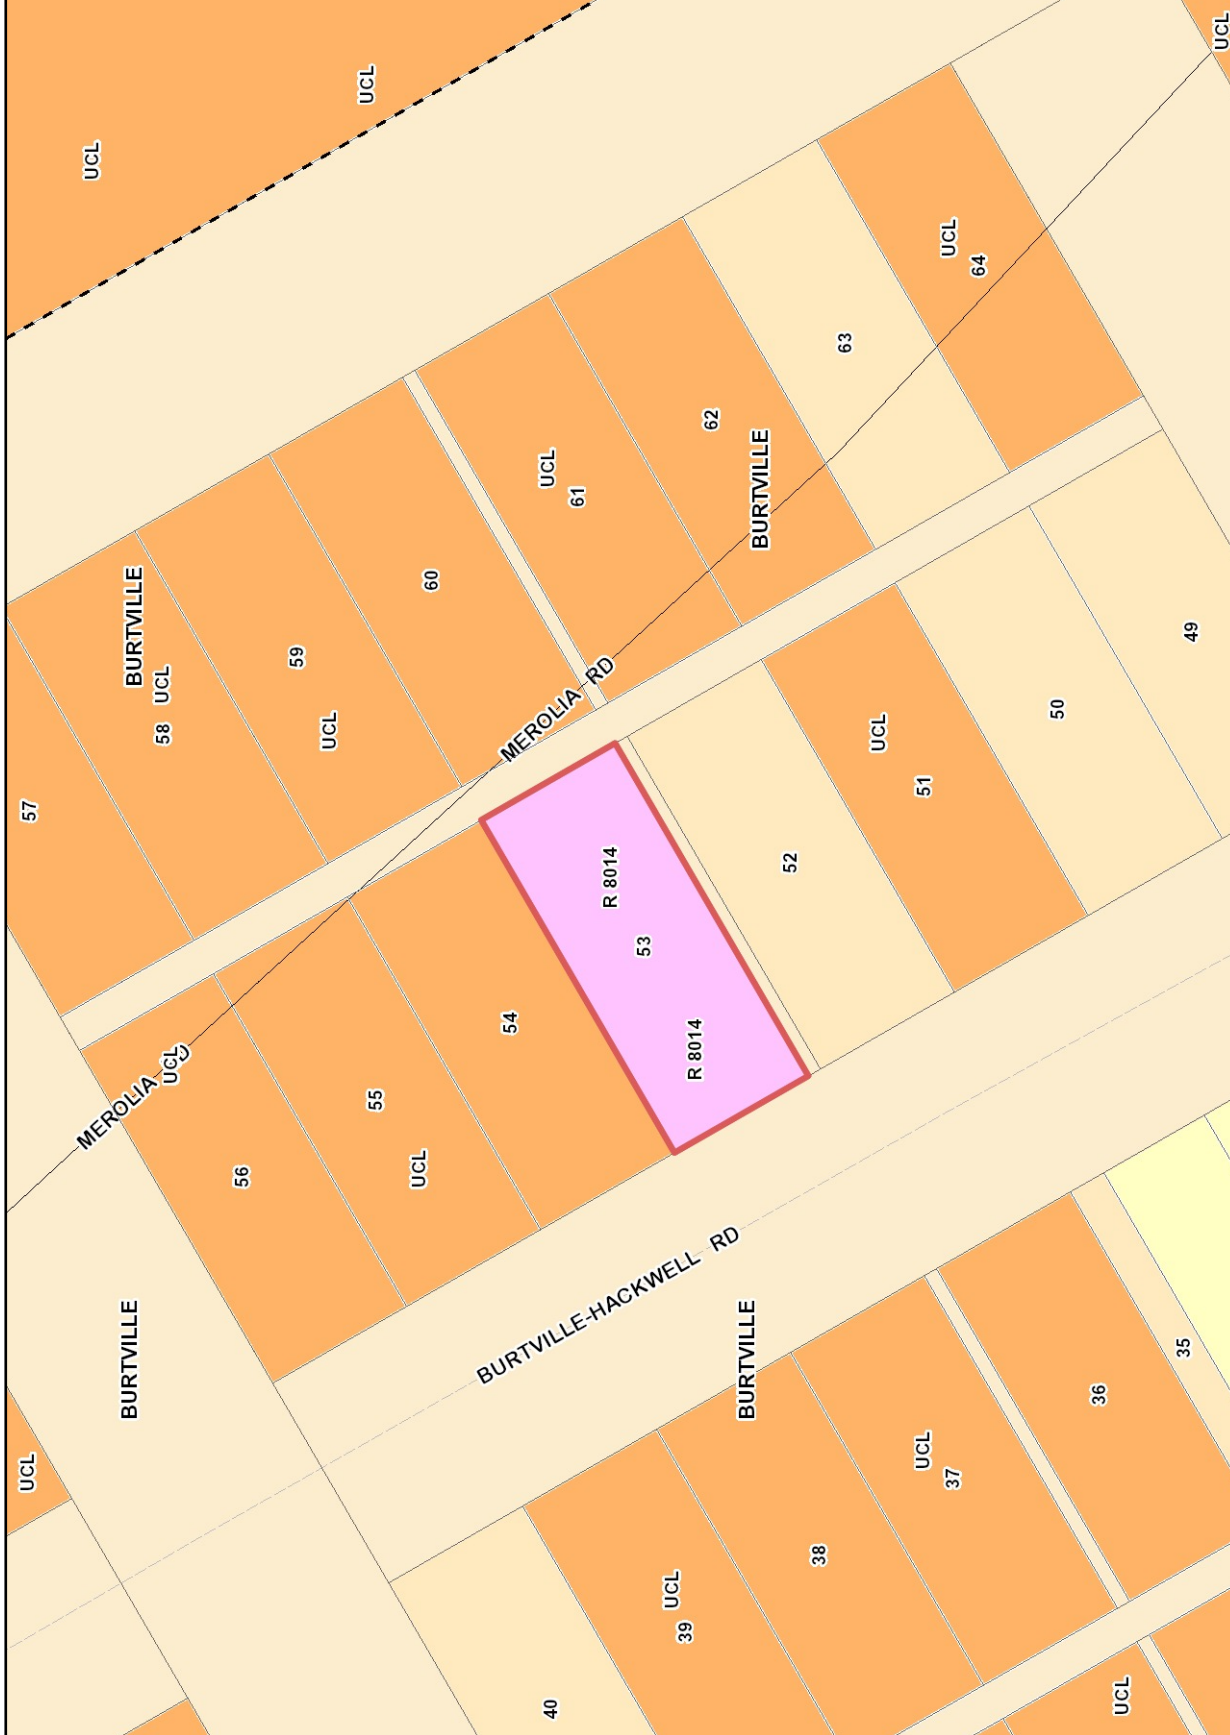 UCL
UCL
UCL
57
58
UCL
BURTVILLE
59
UCL
60
UCL
61
62
BURTVILLE
63
UCL
64
MEROLIA RD
MEROLIA
UCL
56
55
UCL
54
R 8014
53
R 8014
52
UCL
51
50
49
BURTVILLE-HACKWELL RD
BURTVILLE
BURTVILLE
UCL
35
36
UCL
37
38
UCL
39
40
UCL